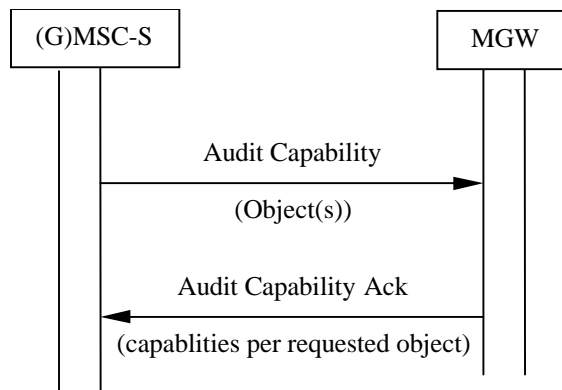 (G)MSC-S
MGW
Audit Capability
(Object(s))
Audit Capability Ack
(capablities per requested object)